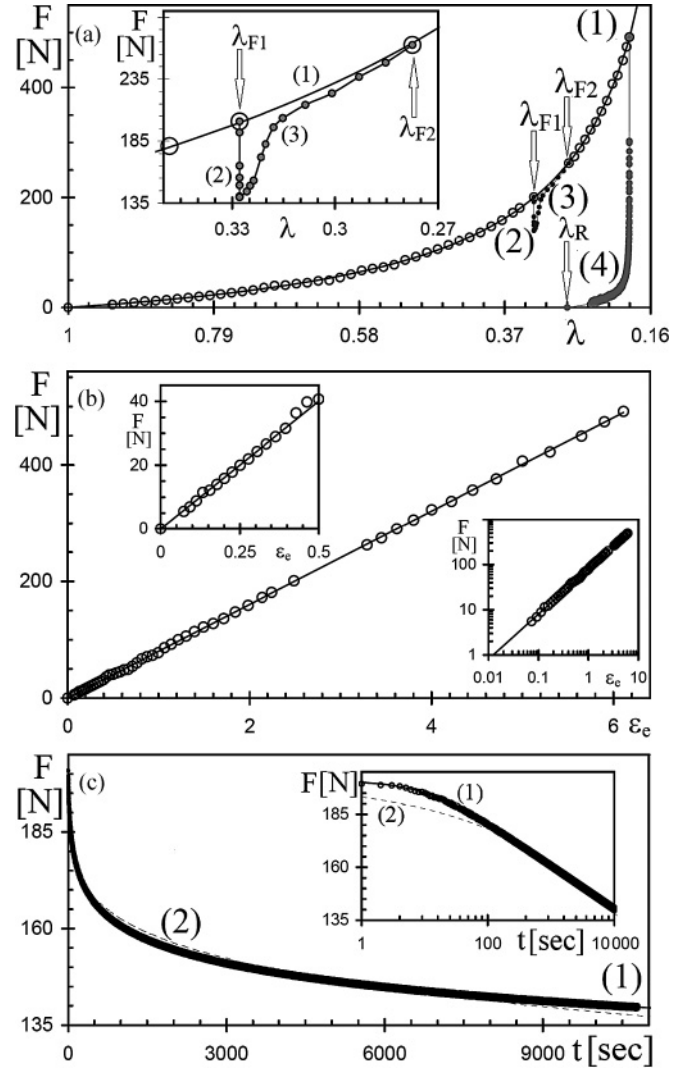 F
[N]
(a)
400
200
0
1
0.79
0.58
0.37
λ
0.16
(1)
λF1
λF2
(2)
(3)
λR
(4)
F
[N]
235
185
135
0.33
λ
0.3
0.27
λF1
(1)
(3)
(2)
λF2
F
[N]
(b)
400
200
0
0
2
4
6
εe
F
[N]
40
20
0
0
0.25
εe
0.5
F
[N]
100
10
1
0.01
0.1
1
εe
10
F
[N]
(c)
185
160
135
0
3000
6000
9000
t[sec]
(2)
(1)
F[N]
185
160
135
1
100
t[sec]
10000
(1)
(2)